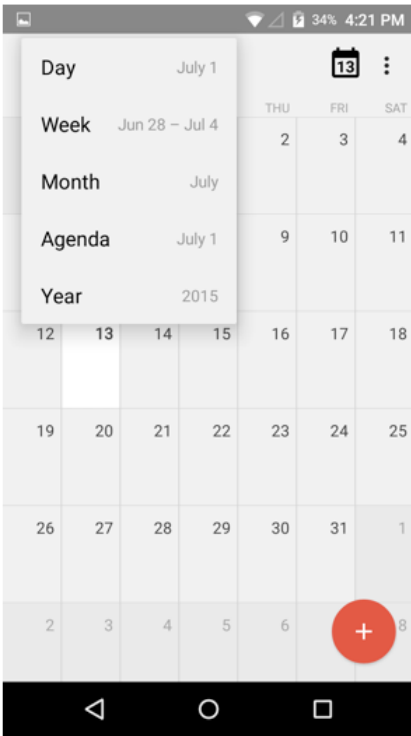 34% 4:21 PM
Day July 1
13
Week Jun 28 – Jul 4
THU FRI SAT
2 3 4
Month July
Agenda July 1
9 10 11
Year 2015
12 13 14 15 16 17 18
19 20 21 22 23 24 25
26 27 28 29 30 31 1
2 3 4 5 6 8